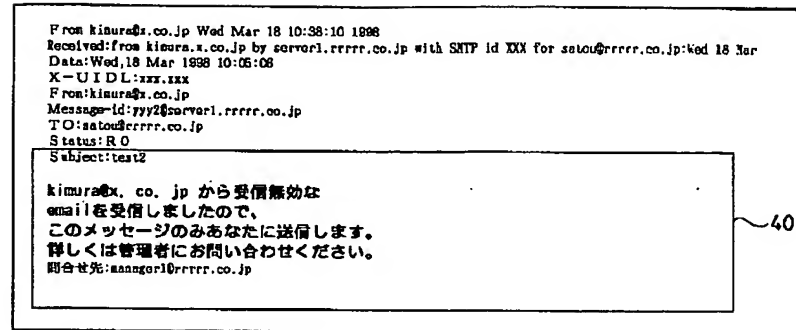 From kimura@x.co.jp Wed Mar 18 10:38:10 1998
Received:from kimura.x.co.jp by server1.rrrrr.co.jp with SMTP id XXX for satou@rrrrr.co.jp:Wed 18 Mar
Data:Wed,18 Mar 1998 10:05:06
X-UIDL:xxx.xxx
From:kimura@x.co.jp
Message-id:yyy2@server1.rrrrr.co.jp
TO:satou@rrrrr.co.jp
Status:RO
Subject:test2
kimura@x. co. jp から受信無効な
emailを受信しましたので、
このメッセージのみあなたに送信します。
詳しくは管理者にお問い合わせください。
問合せ先:manager1@rrrrr.co.jp
40